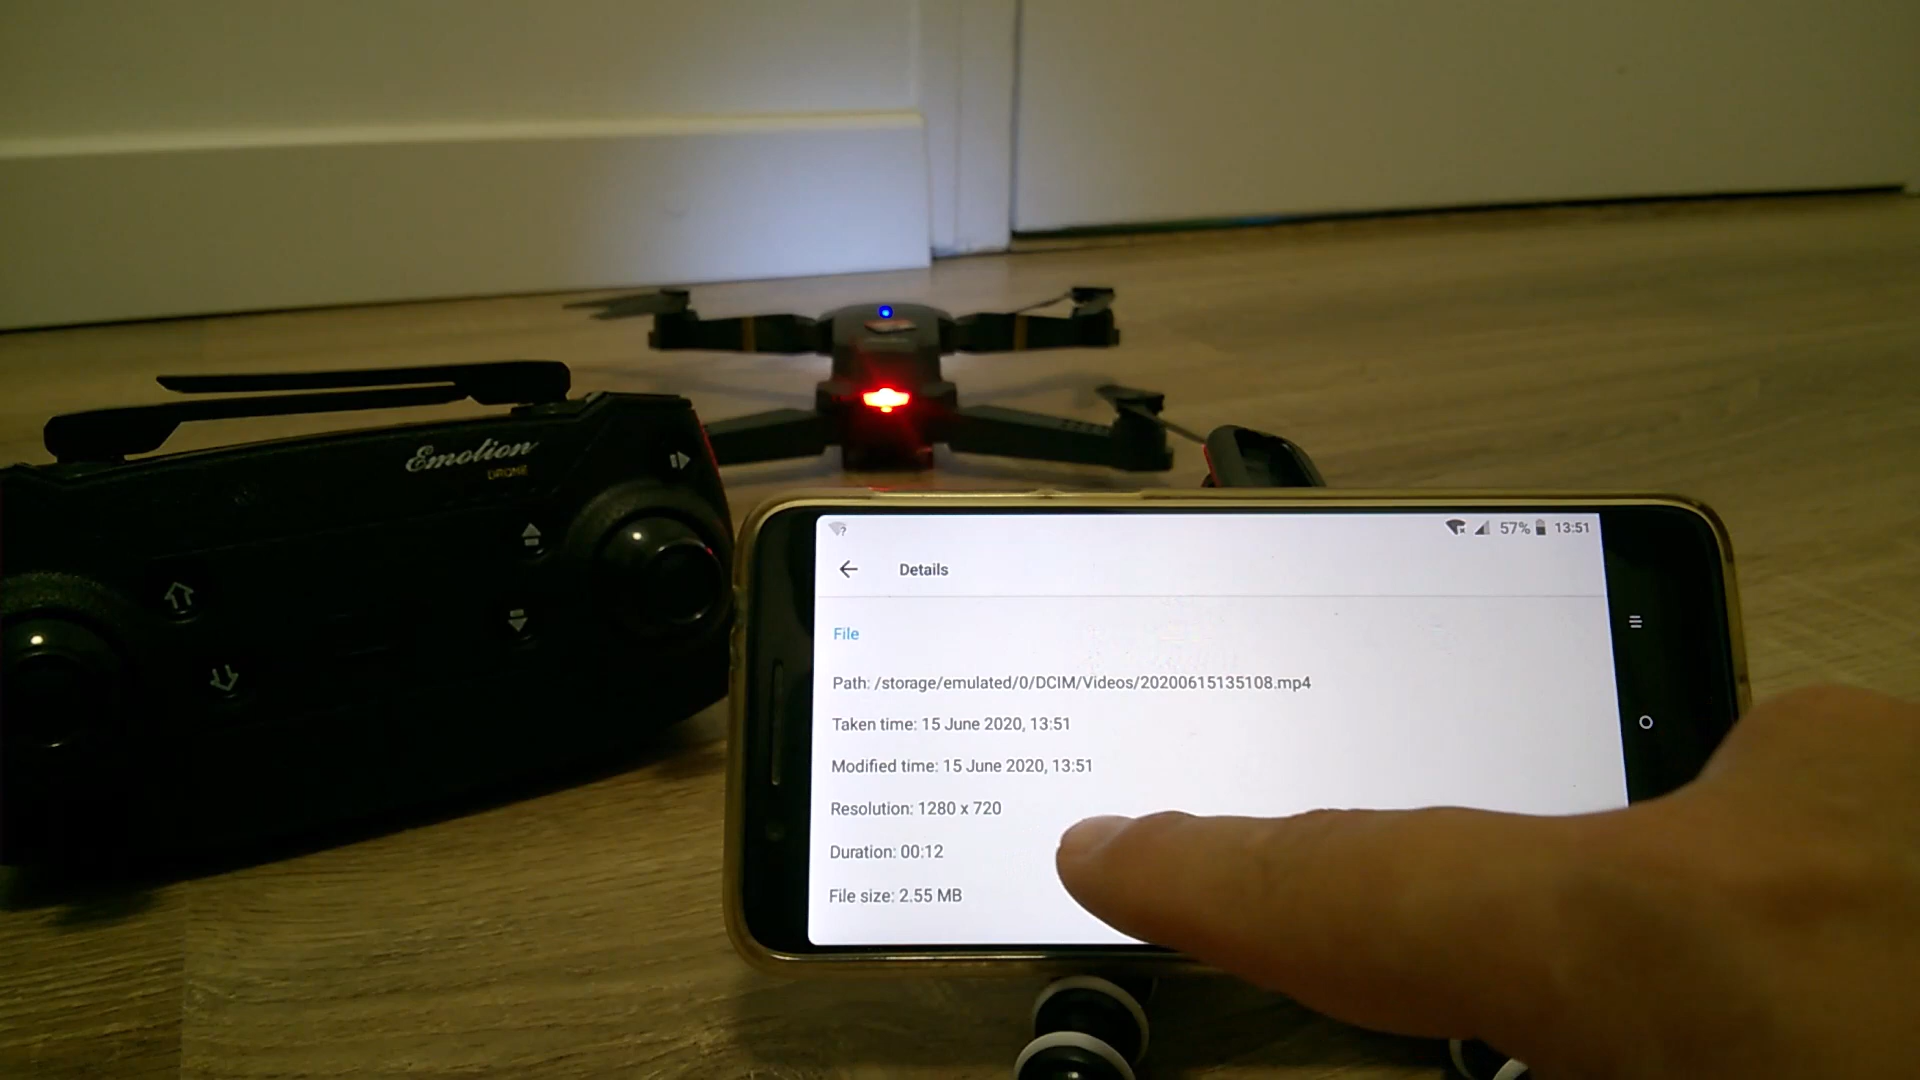 Emotion
DRONE
57% 13:51
Details
File
Path: /storage/emulated/0/DCIM/Videos/20200615135108.mp4
Taken time: 15 June 2020, 13:51
Modified time: 15 June 2020, 13:51
Resolution: 1280 x 720
Duration: 00:12
File size: 2.55 MB